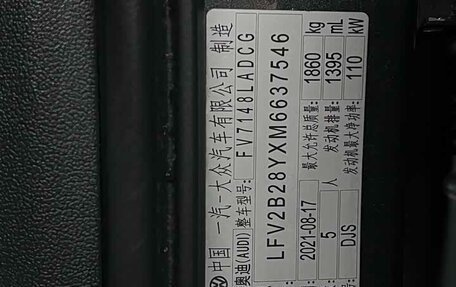 中国 一汽-大众汽车有限公司 制造
奥迪(AUDI) 整车型号: FV7148LADCG
LFV2B28YXM6637546
2021-08-17 最大允许总质量: 1860 kg
5 人 发动机排量: 1395 mL
DJS 发动机最大净功率: 110 kW